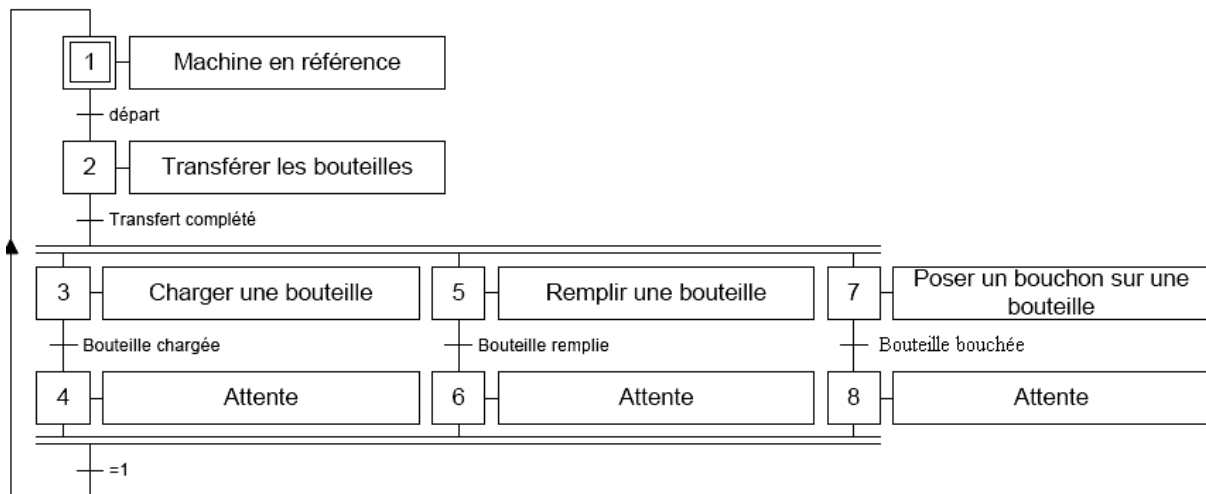 1 Machine en référence
départ
2 Transférer les bouteilles
Transfert complété
3 Charger une bouteille
5 Remplir une bouteille
7 Poser un bouchon sur une
bouteille
Bouteille chargée
Bouteille remplie
Bouteille bouchée
4 Attente
6 Attente
8 Attente
=1